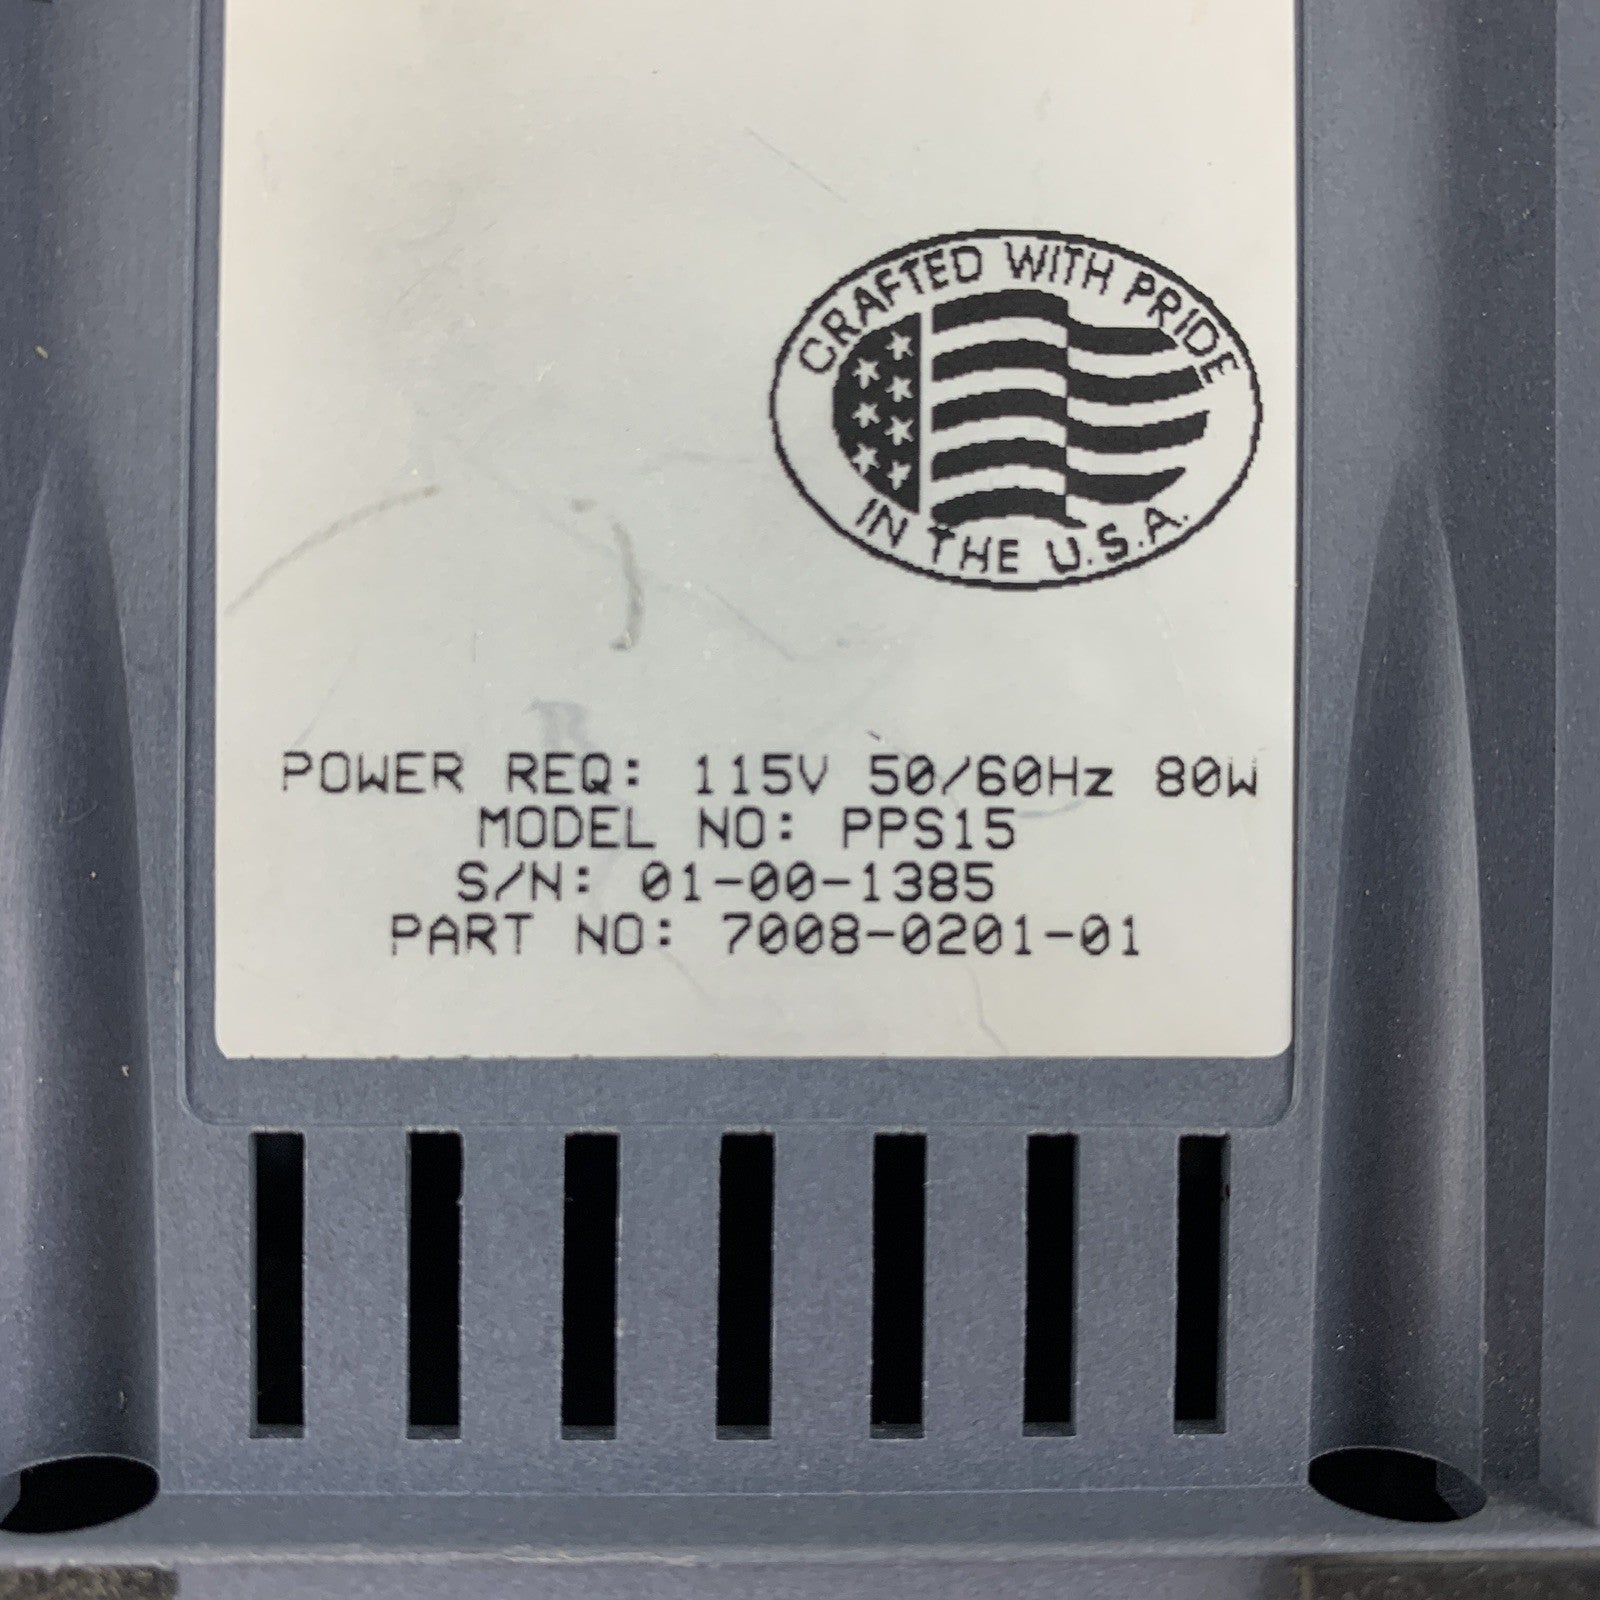 CRAFTED WITH PRIDE
IN THE U.S.A.
POWER REQ: 115V 50/60Hz 80W
MODEL NO: PPS15
S/N: 01-00-1385
PART NO: 7008-0201-01